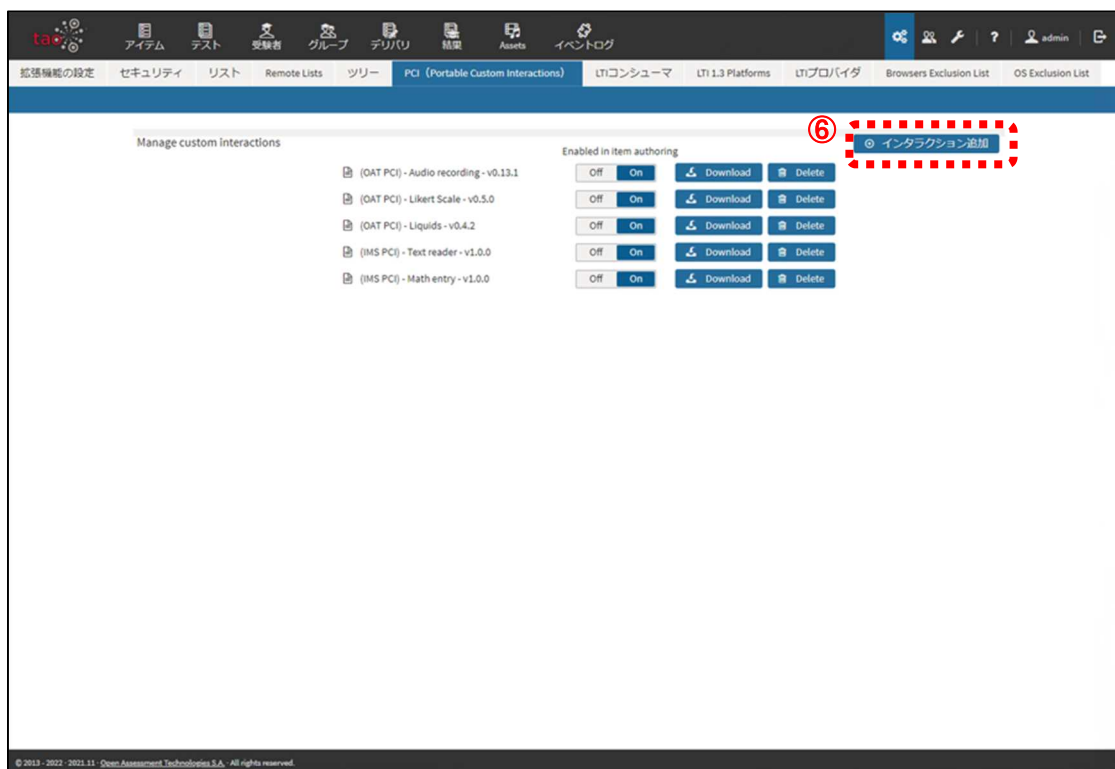 tao
アイテム テスト 受験者 グループ デリバリ 結果 Assets イベントログ ? admin
拡張機能の設定 セキュリティ リスト Remote Lists ツリー PCI（Portable Custom Interactions） LTIコンシューマ LTI 1.3 Platforms LTIプロバイダ Browsers Exclusion List OS Exclusion List
⑥
Manage custom interactions
インタラクション追加
Enabled in item authoring
(OAT PCI) - Audio recording - v0.13.1 Off On Download Delete
(OAT PCI) - Likert Scale - v0.5.0 Off On Download Delete
(OAT PCI) - Liquids - v0.4.2 Off On Download Delete
(IMS PCI) - Text reader - v1.0.0 Off On Download Delete
(IMS PCI) - Math entry - v1.0.0 Off On Download Delete
© 2013 - 2022 · 2021.11 · Open Assessment Technologies S.A. · All rights reserved.